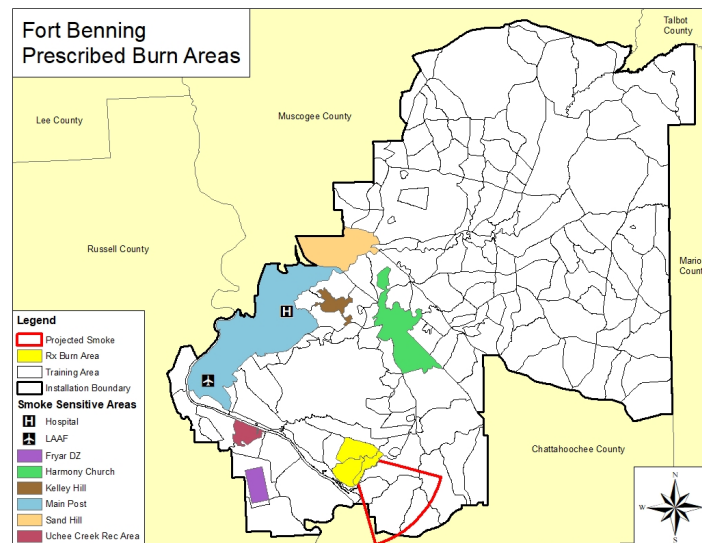 Fort Benning
Prescribed Burn Areas
Talbot
County
Lee County
Muscogee County
Russell County
Mario
Count
Legend
Projected Smoke
Rx Burn Area
Training Area
Installation Boundary
Smoke Sensitive Areas
H Hospital
LAAF
Fryar DZ
Harmony Church
Kelley Hill
Main Post
Sand Hill
Uchee Creek Rec Area
H
Chattahoochee County
N
W E
S